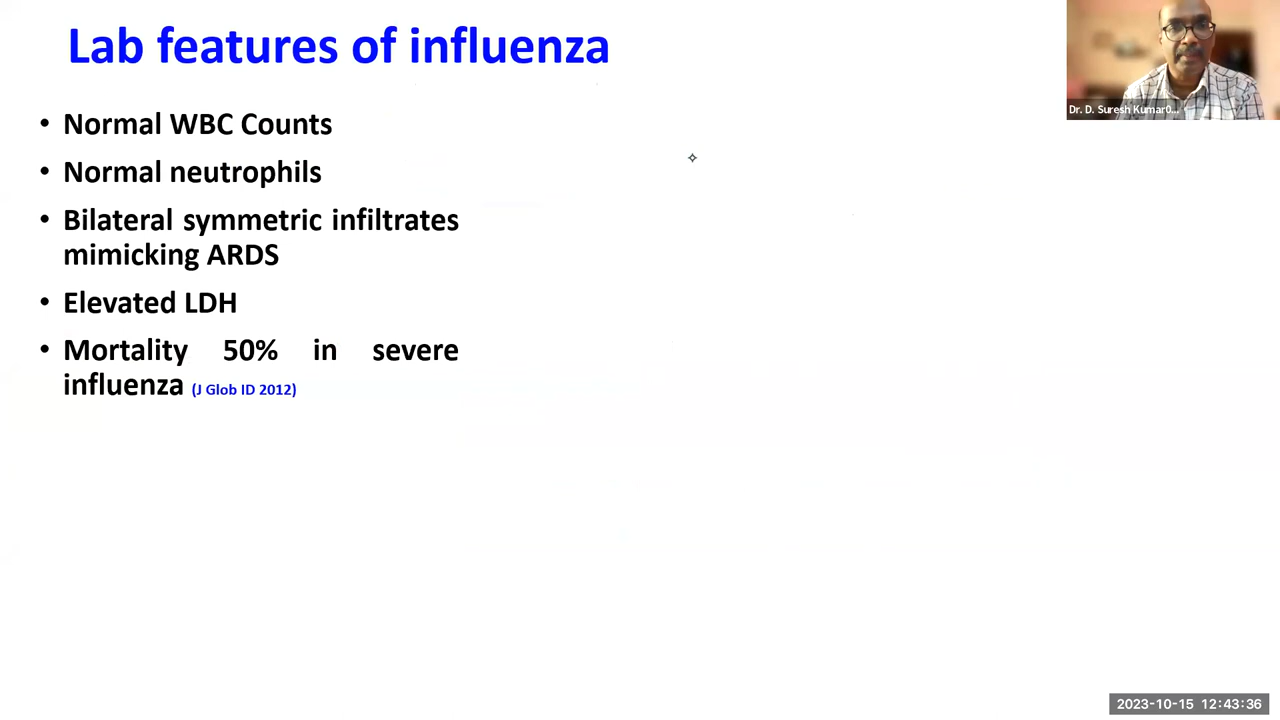 Lab features of influenza
Dr. D. Suresh Kumar0...
• Normal WBC Counts
• Normal neutrophils
• Bilateral symmetric infiltrates
mimicking ARDS
• Elevated LDH
• Mortality 50% in severe
influenza (J Glob ID 2012)
2023-10-15 12:43:36